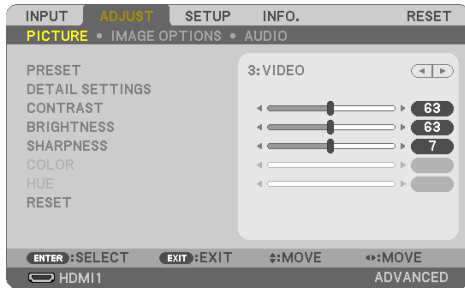 INPUT ADJUST SETUP INFO. RESET
PICTURE • IMAGE OPTIONS • AUDIO
PRESET 3:VIDEO
DETAIL SETTINGS
CONTRAST 63
BRIGHTNESS 63
SHARPNESS 7
COLOR
HUE
RESET
ENTER :SELECT EXIT :EXIT :MOVE :MOVE
HDMI1 ADVANCED